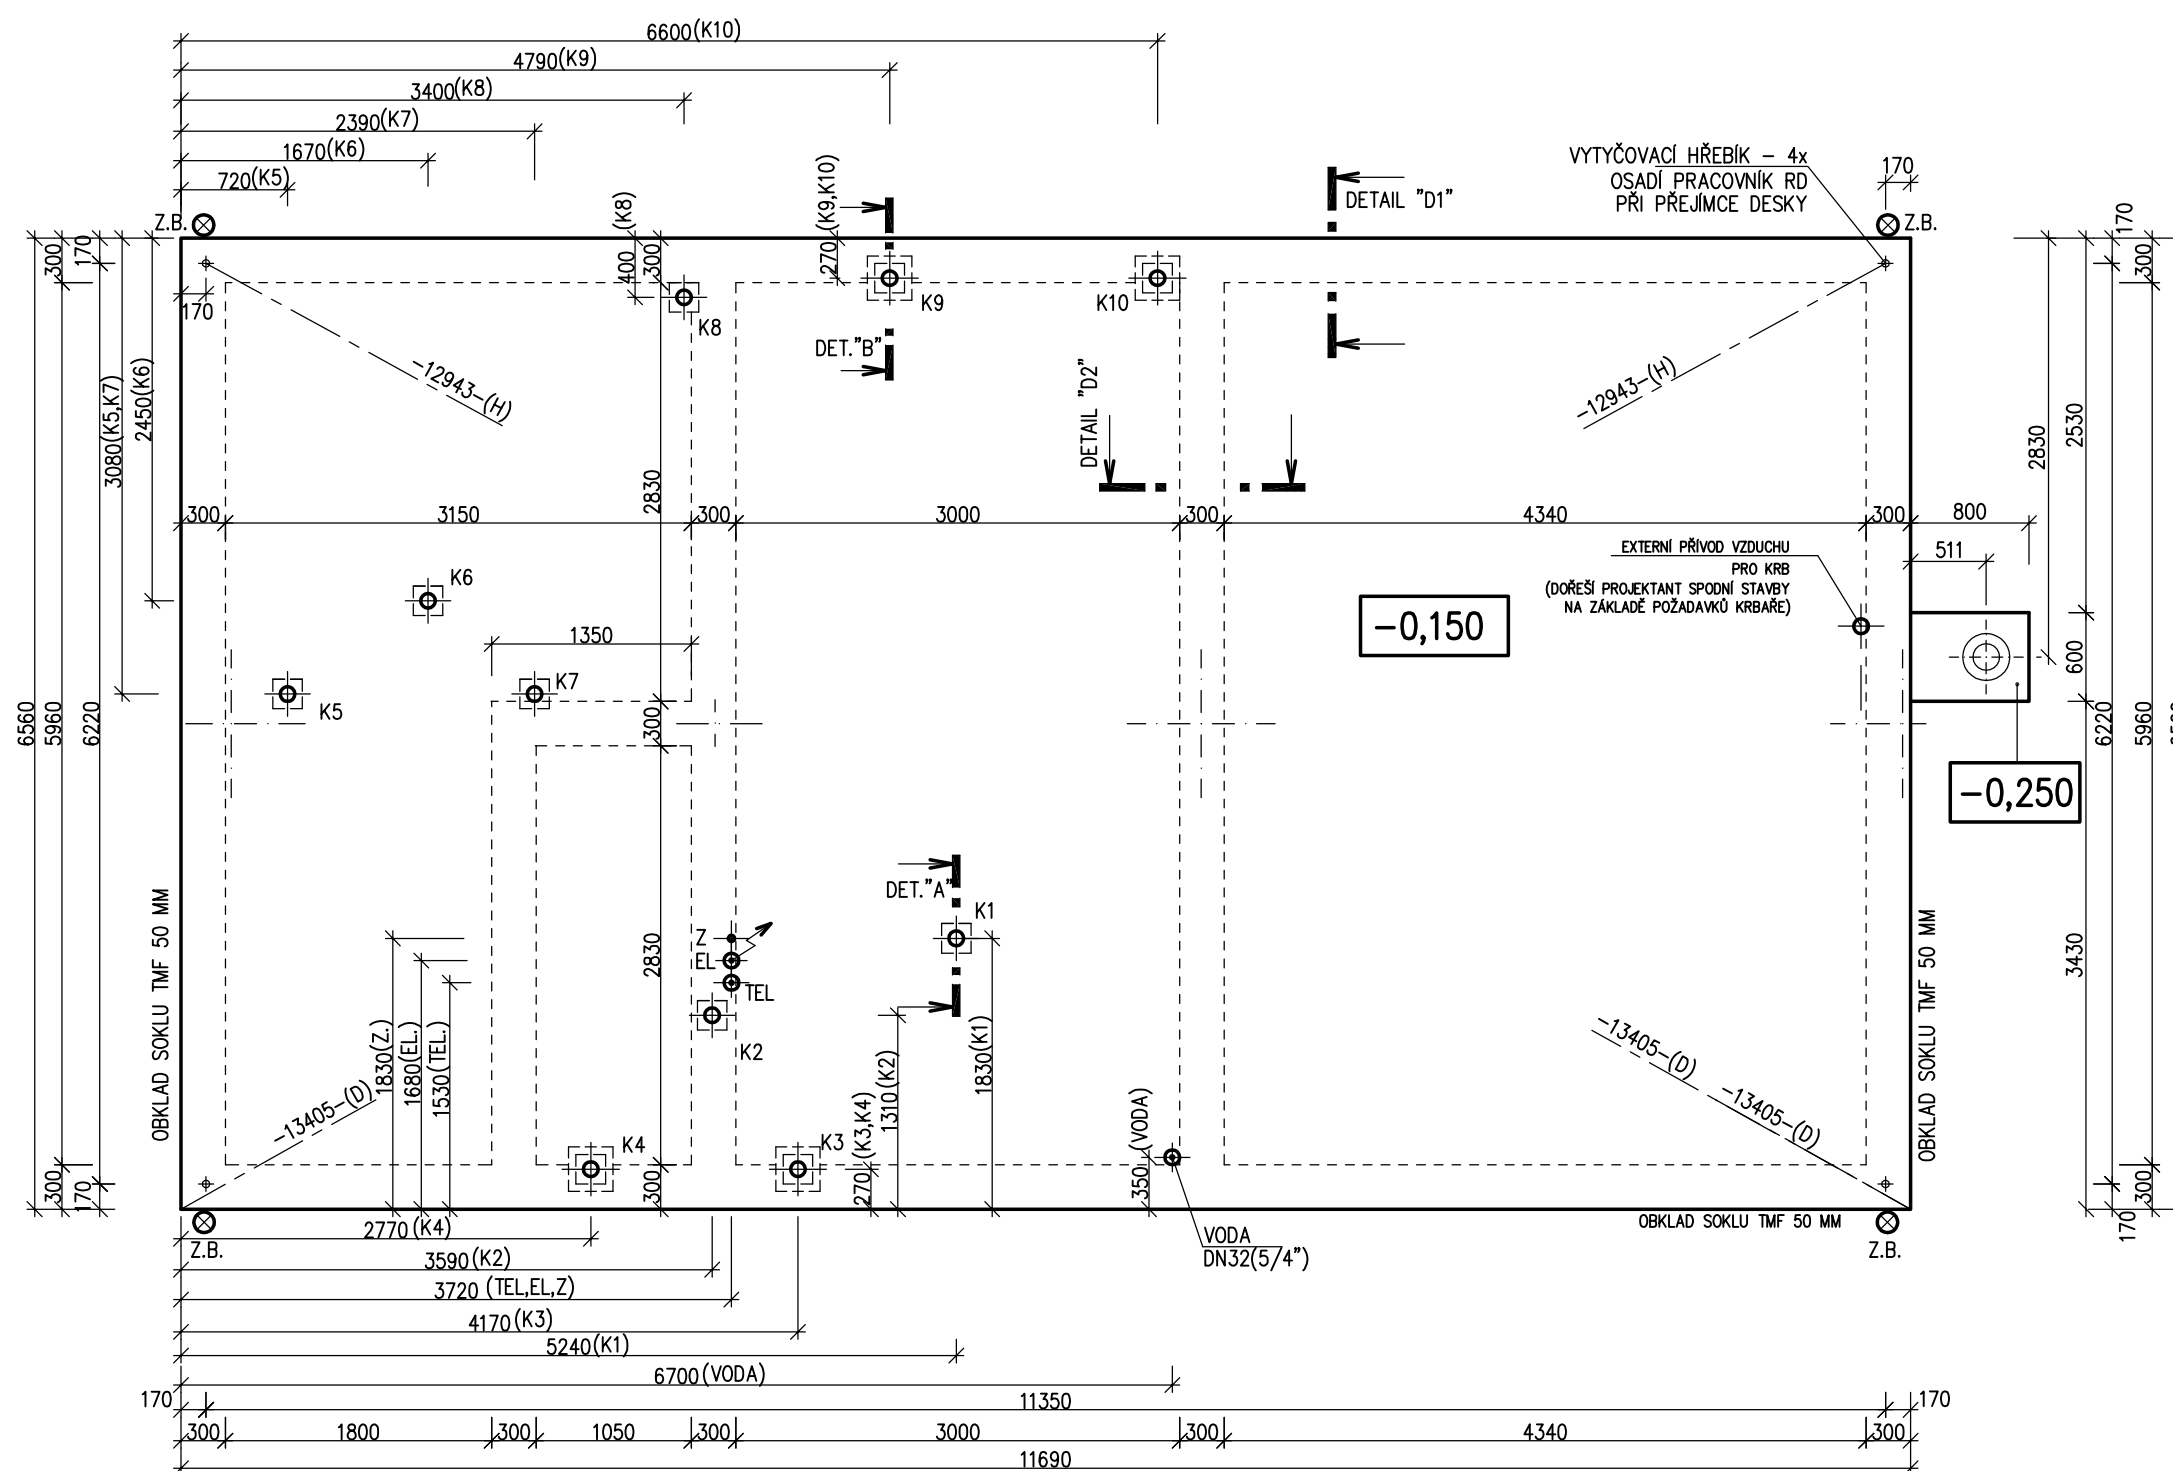 6600(K10)
4790(K9)
3400(K8)
2390(K7)
1670(K6)
720(K5)
VYTYČOVACÍ HŘEBÍK – 4x
OSADÍ PRACOVNÍK RD
PŘI PŘEJÍMCE DESKY
170
Z.B.
Z.B.
400 (K8)
300
270 (K9,K10)
DETAIL "D1"
300
170
170
170
300
K8
K9
K10
DET."B"
-12943-(H)
-12943-(H)
DETAIL "D2"
2450(K6)
3080(K5,K7)
2830
2530
2830
300
3150
300
3000
300
4340
300
800
511
EXTERNÍ PŘÍVOD VZDUCHU
PRO KRB
(DOŘEŠÍ PROJEKTANT SPODNÍ STAVBY
NA ZÁKLADĚ POŽADAVKŮ KRBAŘE)
K6
-0,150
1350
600
K7
K5
300
6560
5960
6220
6220
5960
-0,250
DET."A"
K1
Z
EL
TEL
K2
2830
3430
OBKLAD SOKLU TMF 50 MM
OBKLAD SOKLU TMF 50 MM
1830(Z.)
1680(EL.)
1530(TEL.)
1310(K2)
1830(K1)
-13405-(D)
-13405-(D)
-13405-(D)
K4
K3
270 (K3,K4)
350 (VODA)
300
170
300
300
170
OBKLAD SOKLU TMF 50 MM
Z.B.
Z.B.
VODA
DN32(5/4")
2770(K4)
3590(K2)
3720 (TEL,EL,Z)
4170(K3)
5240(K1)
6700(VODA)
170
11350
170
300
1800
300
1050
300
3000
300
4340
300
11690